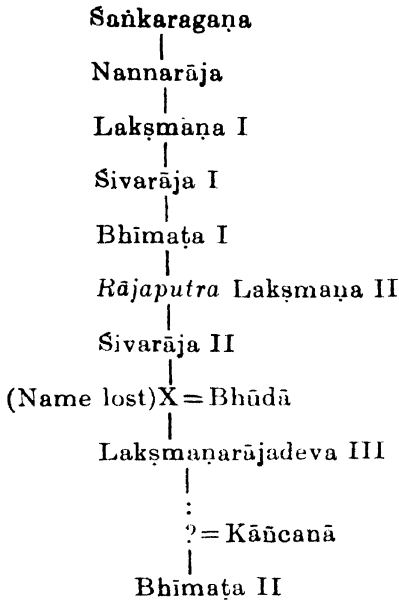 Śaṅkaragaṇa
Nannarāja
Lakṣmaṇa I
Śivarāja I
Bhīmaṭa I
Rājaputra Lakṣmaṇa II
Śivarāja II
(Name lost) X = Bhūdā
Lakṣmaṇarājadeva III
:
? = Kāñcanā
Bhīmaṭa II